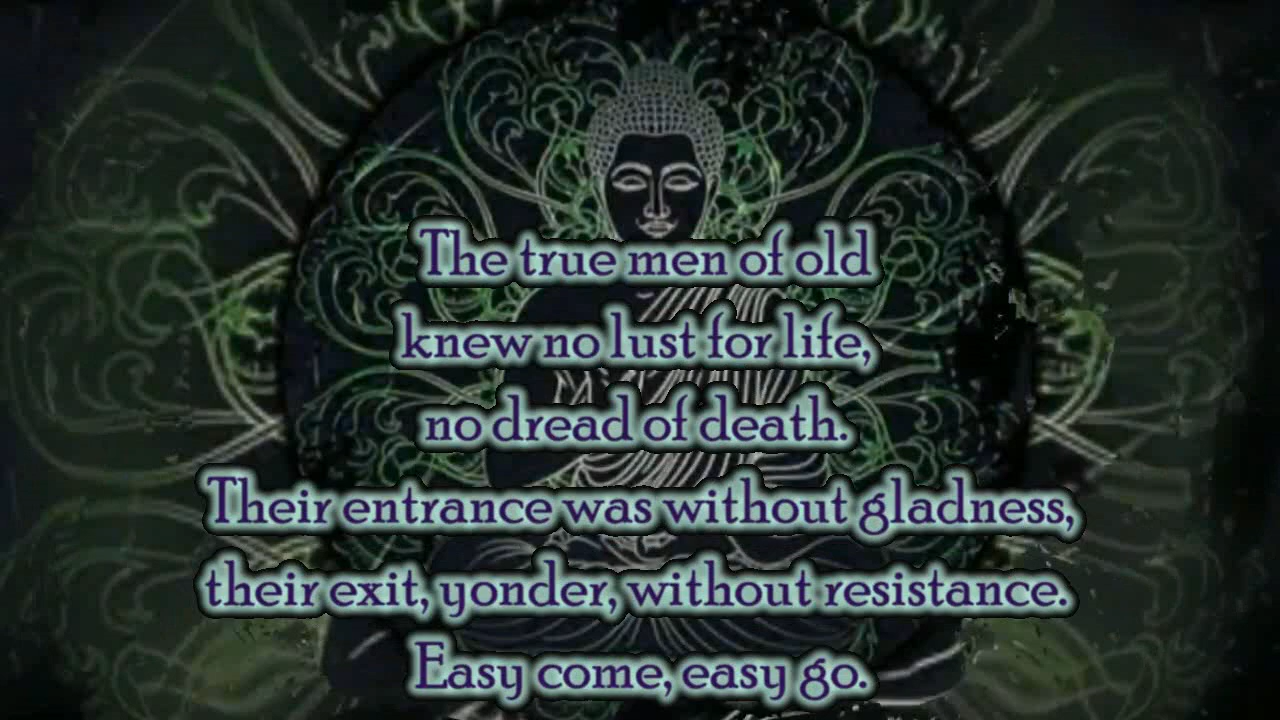 The true men of old
knew no lust for life,
no dread of death.
Their entrance was without gladness,
their exit, yonder, without resistance.
Easy come, easy go.